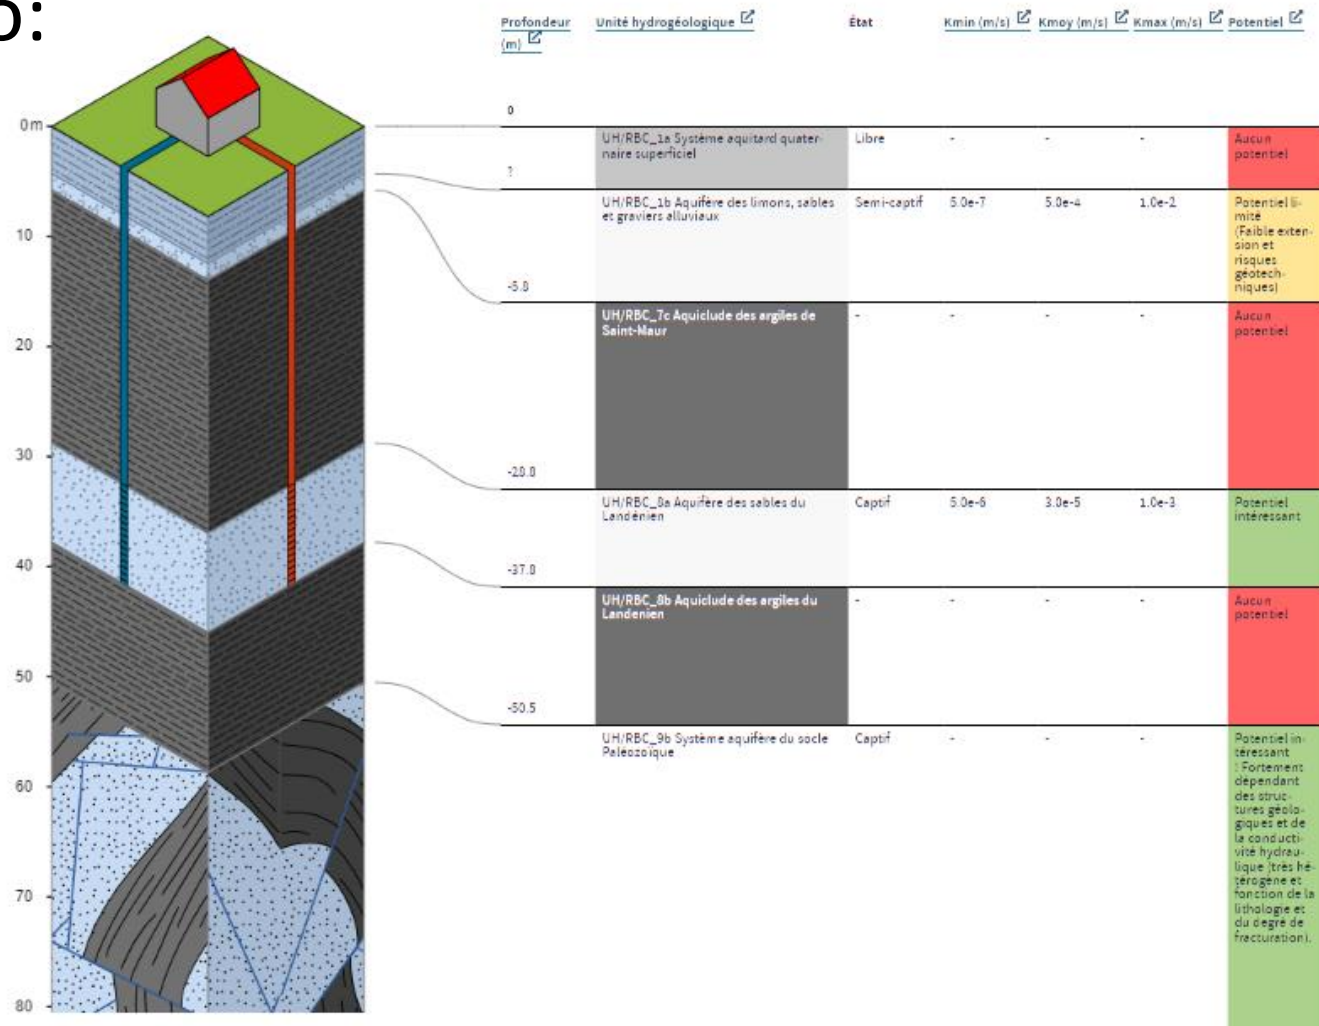 b:
Profondeur
(m)
Unité hydrogéologique
État
Kmin (m/s)
Kmoy (m/s)
Kmax (m/s)
Potentiel
0
0m
10
20
30
40
50
60
70
80
UH/RBC_1a Système aquitard quater-
naire superficiel
Libre
-
-
-
Aucun
potentiel
?
UH/RBC_1b Aquifère des limons, sables
et graviers alluviaux
Semi-captif
5.0e-7
5.0e-4
1.0e-2
Potentiel li-
mité
(Faible exten-
sion et
risques
géotech-
niques)
-5.8
UH/RBC_7c Aquiclude des argiles de
Saint-Maur
-
-
-
-
Aucun
potentiel
-28.8
UH/RBC_8a Aquifère des sables du
Landénien
Captif
5.0e-6
3.0e-5
1.0e-3
Potentiel
intéressant
-37.8
UH/RBC_8b Aquiclude des argiles du
Landenien
-
-
-
-
Aucun
potentiel
-50.5
UH/RBC_9b Système aquifère du socle
Paléozoïque
Captif
-
-
-
Potentiel in-
téressant
! Fortement
dépendant
des struc-
tures géolo-
giques et de
la conducti-
vité hydrau-
lique (très hé-
térogène et
fonction de la
lithologie et
du degré de
fracturation).